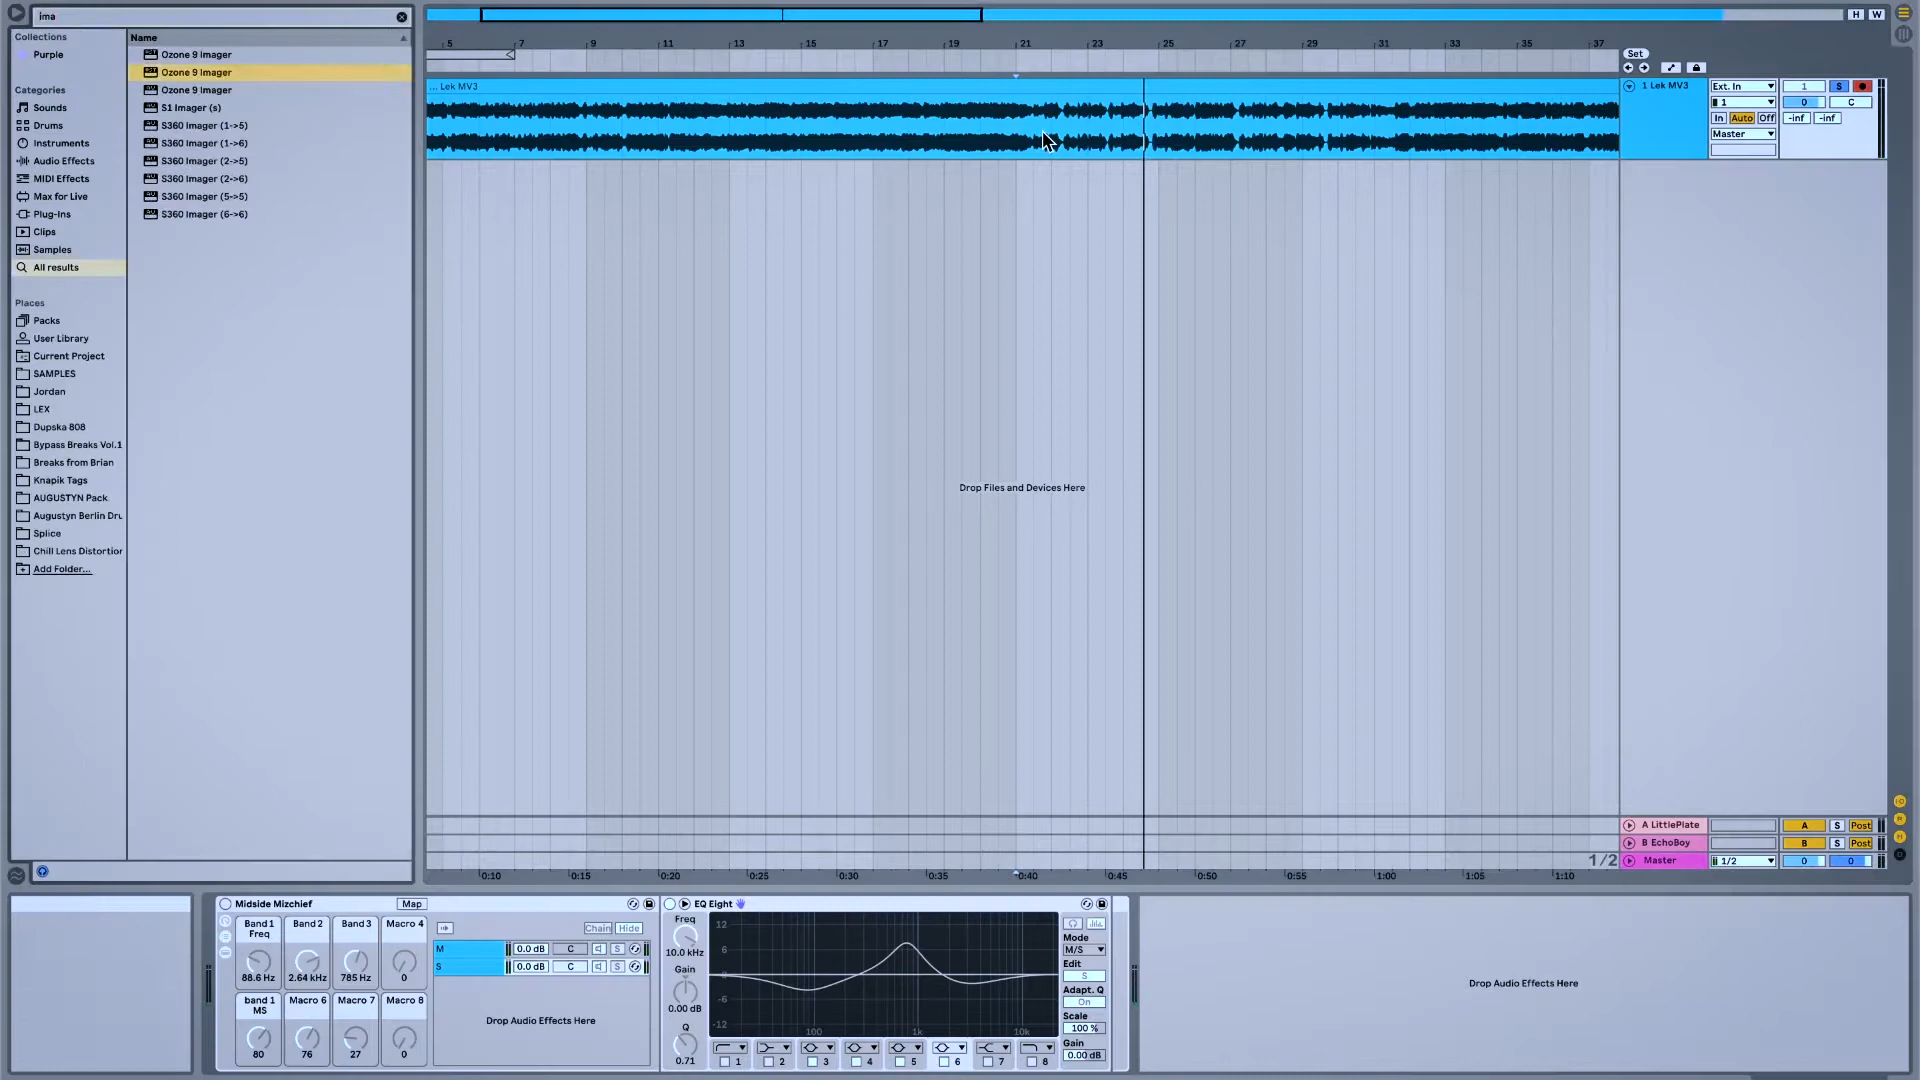 ima
Collections
Purple
Categories
Sounds
Drums
Instruments
Audio Effects
MIDI Effects
Max for Live
Plug-Ins
Clips
Samples
All results
Places
Packs
User Library
Current Project
SAMPLES
Jordan
LEX
Dupska 808
Bypass Breaks Vol.1
Breaks from Brian
Knapik Tags
AUGUSTYN Pack
Augustyn Berlin Dru
Splice
Chill Lens Distortion
Add Folder...
Name
Ozone 9 Imager
Ozone 9 Imager
Ozone 9 Imager
S1 Imager (s)
S360 Imager (1->5)
S360 Imager (1->6)
S360 Imager (2->5)
S360 Imager (2->6)
S360 Imager (5->5)
S360 Imager (6->6)
H W
5 7 9 11 13 15 17 19 21 23 25 27 29 31 33 35 37
Set
... Lek MV3
1 Lek MV3
Ext. In
1
In Auto Off
Master
1 S
0 C
-inf -inf
Drop Files and Devices Here
A LittlePlate A S Post
B EchoBoy B S Post
1/2 Master 1/2 0 0
0:10 0:15 0:20 0:25 0:30 0:35 0:40 0:45 0:50 0:55 1:00 1:05 1:10
Midside Mizchief Map
Band 1 Freq
Band 2
Band 3
Macro 4
88.6 Hz 2.64 kHz 785 Hz 0
band 1 MS
Macro 6
Macro 7
Macro 8
80 76 27 0
Chain Hide
M 0.0 dB C S
S 0.0 dB C S
Drop Audio Effects Here
EQ Eight
Freq
10.0 kHz
Gain
0.00 dB
Q
0.71
12
6
0
-6
-12
100 1k 10k
1 2 3 4 5 6 7 8
Mode
M/S
Edit
S
Adapt. Q
On
Scale
100 %
Gain
0.00 dB
Drop Audio Effects Here